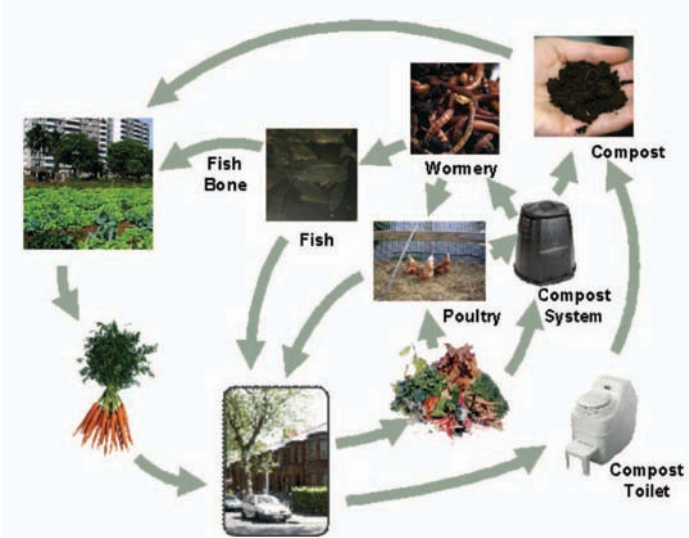 Compost
Wormery
Fish
Bone
Fish
Poultry
Compost
System
Compost
Toilet